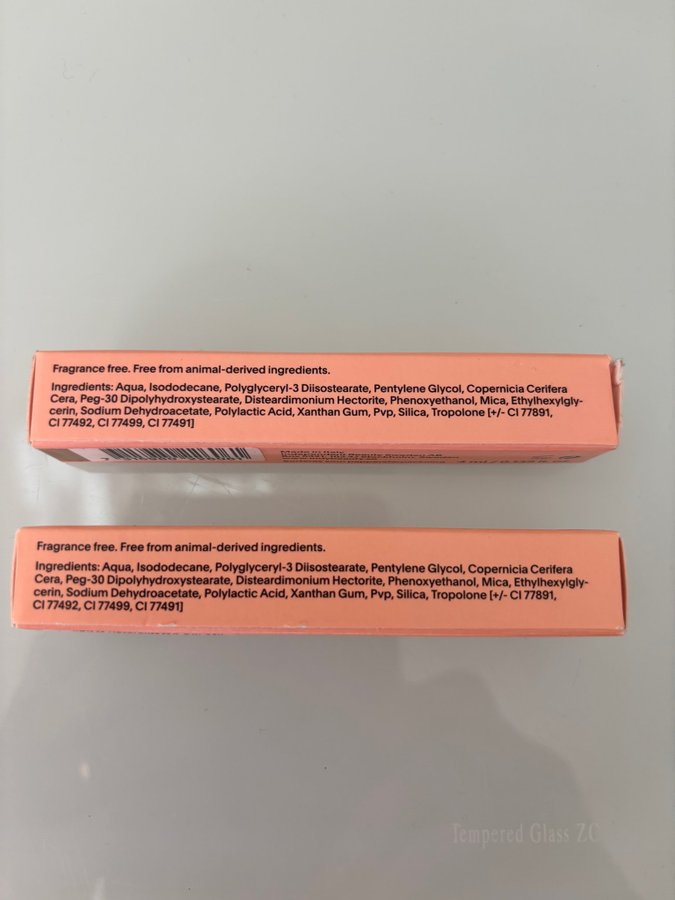 Fragrance free. Free from animal-derived ingredients.
Ingredients: Aqua, Isododecane, Polyglyceryl-3 Diisostearate, Pentylene Glycol, Copernicia Cerifera
Cera, Peg-30 Dipolyhydroxystearate, Disteardimonium Hectorite, Phenoxyethanol, Mica, Ethylhexylgly-
cerin, Sodium Dehydroacetate, Polylactic Acid, Xanthan Gum, Pvp, Silica, Tropolone [+/- CI 77891,
CI 77492, CI 77499, CI 77491]
Made in Italy
Fragrance free. Free from animal-derived ingredients.
Ingredients: Aqua, Isododecane, Polyglyceryl-3 Diisostearate, Pentylene Glycol, Copernicia Cerifera
Cera, Peg-30 Dipolyhydroxystearate, Disteardimonium Hectorite, Phenoxyethanol, Mica, Ethylhexylgly-
cerin, Sodium Dehydroacetate, Polylactic Acid, Xanthan Gum, Pvp, Silica, Tropolone [+/- CI 77891,
CI 77492, CI 77499, CI 77491]
Tempered Glass ZC